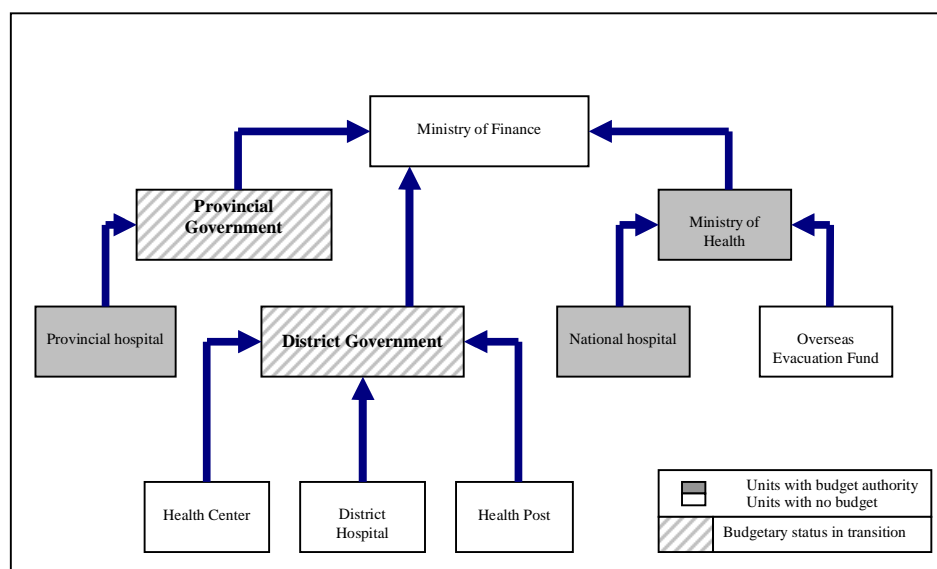 Ministry of Finance
Provincial
Government
Ministry of
Health
Provincial hospital
District Government
National hospital
Overseas
Evacuation Fund
Health Center
District
Hospital
Health Post
Units with budget authority
Units with no budget
Budgetary status in transition